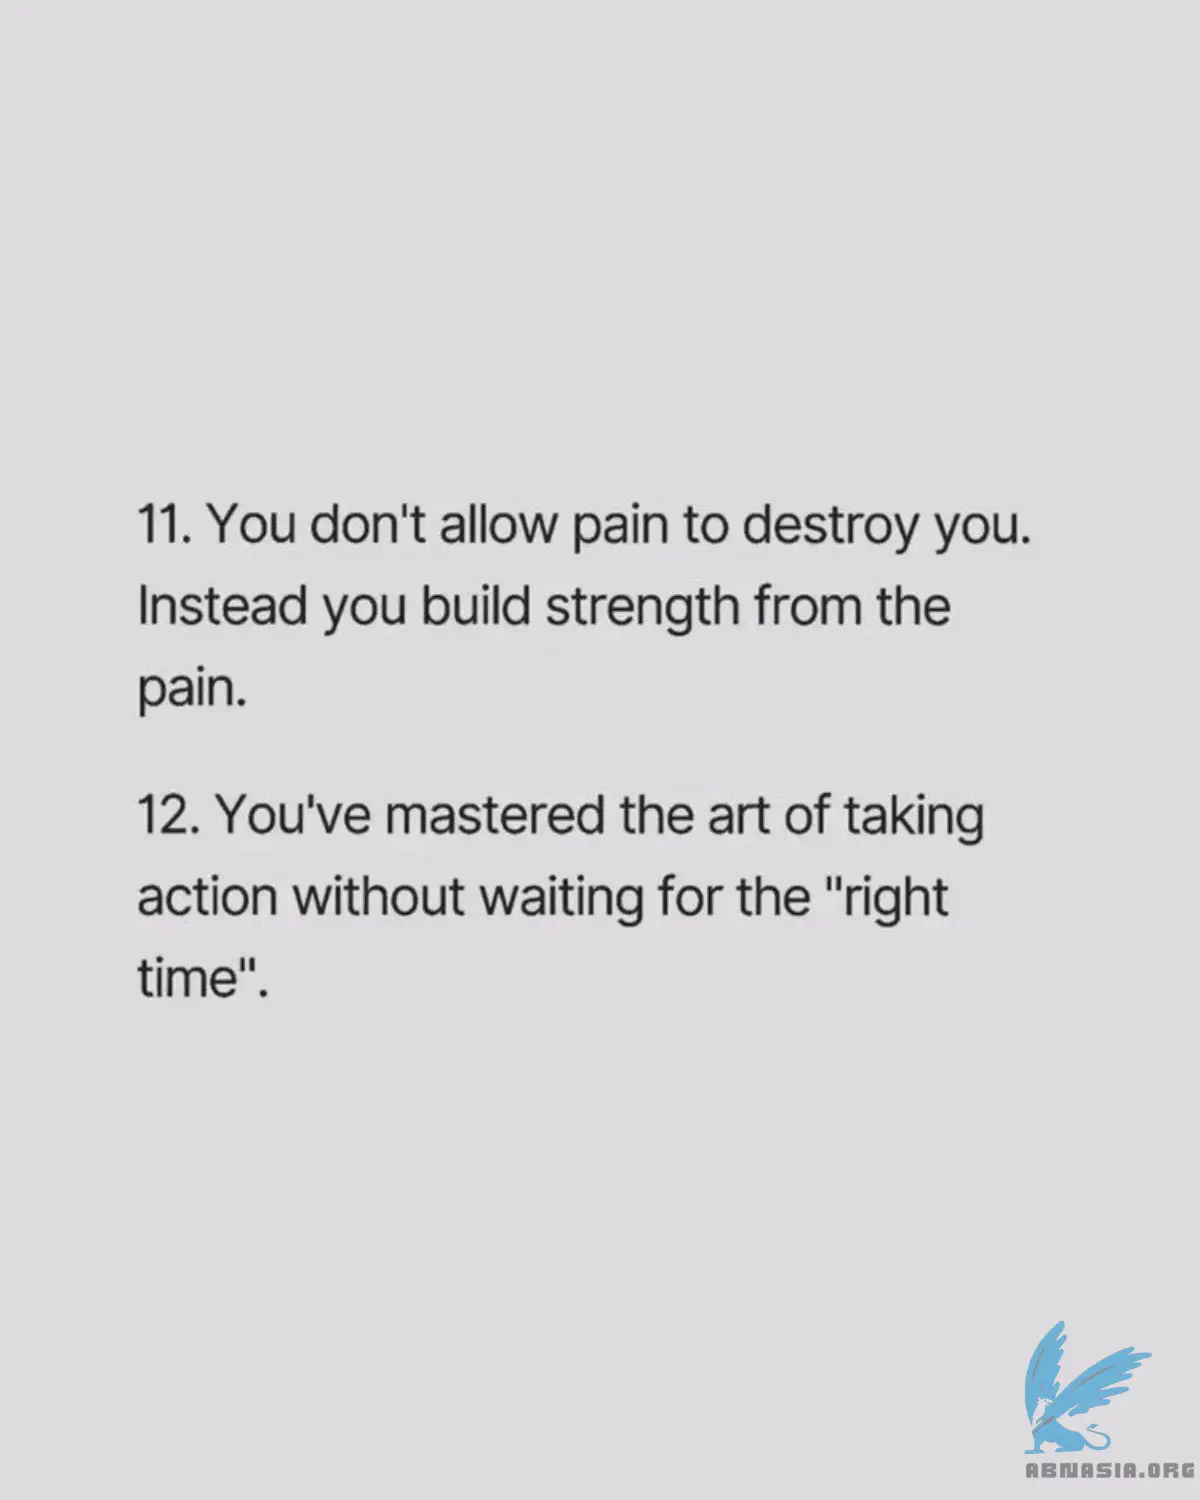 11. You don't allow pain to destroy you.
Instead you build strength from the
pain.
12. You've mastered the art of taking
action without waiting for the "right
time".
ABNASIA.ORG